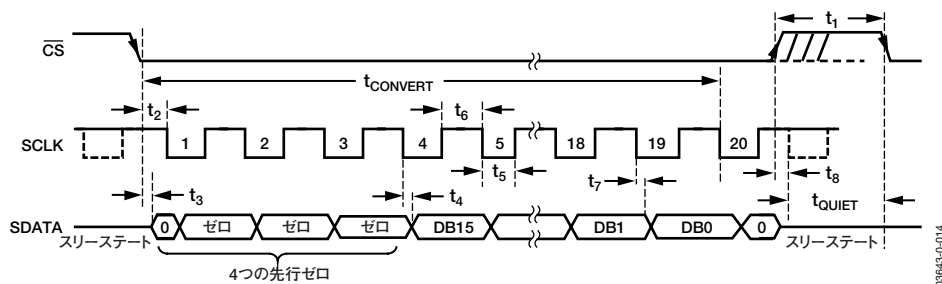 t1
CS
tCONVERT
t2
t6
SCLK
1
2
3
4
5
18
19
20
t5
t8
t3
t4
t7
tQUIET
SDATA
0
ゼロ
ゼロ
ゼロ
DB15
DB1
DB0
0
スリーステート
スリーステート
4つの先行ゼロ
03643-0-014